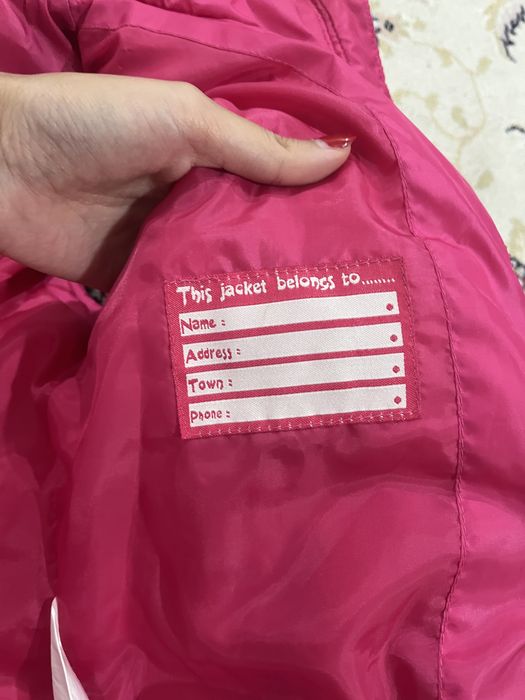 This jacket belongs to........
Name :
Address :
Town :
Phone :